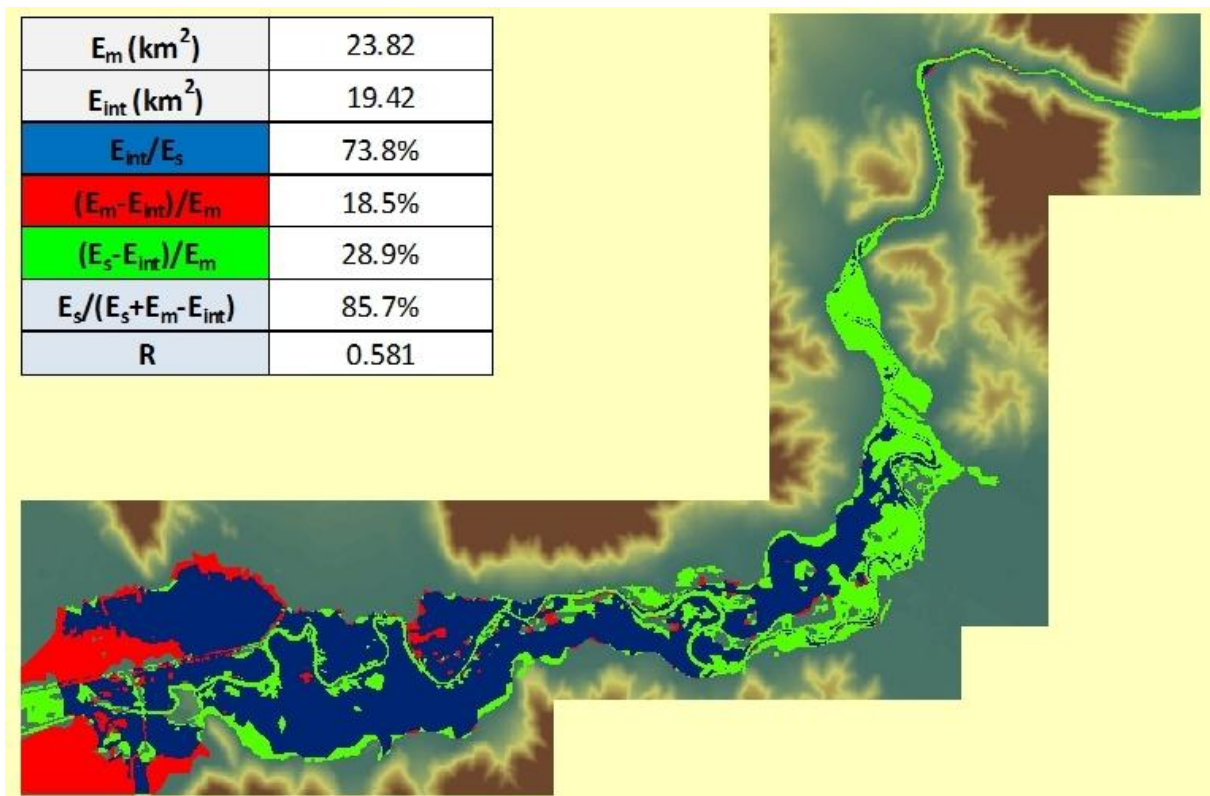 Em (km²) 23.82
Eint (km²) 19.42
Eint/Es 73.8%
(Em-Eint)/Em 18.5%
(Es-Eint)/Em 28.9%
Es/(Es+Em-Eint) 85.7%
R 0.581